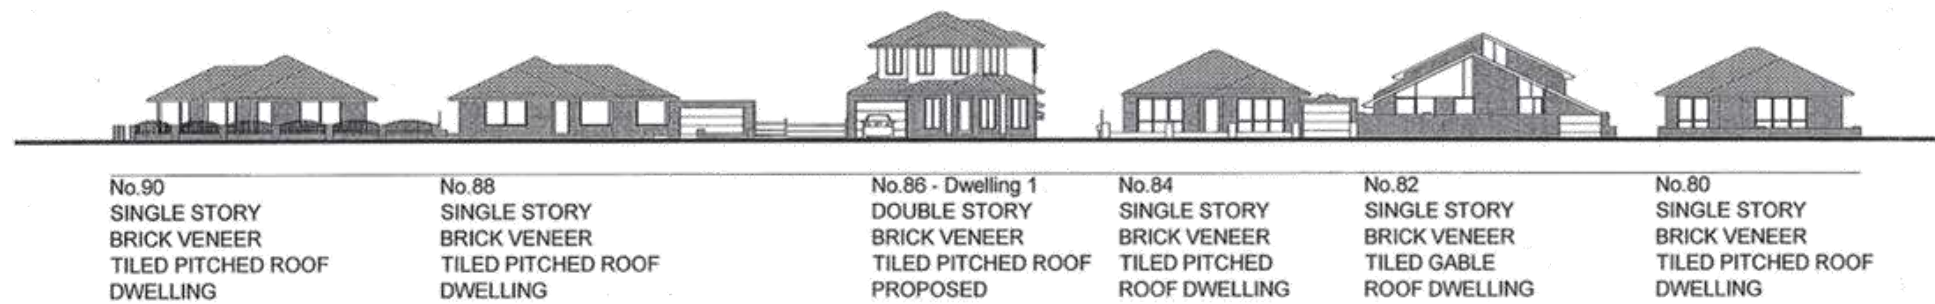 No.90
SINGLE STORY
BRICK VENEER
TILED PITCHED ROOF
DWELLING
No.88
SINGLE STORY
BRICK VENEER
TILED PITCHED ROOF
DWELLING
No.86 - Dwelling 1
DOUBLE STORY
BRICK VENEER
TILED PITCHED ROOF
PROPOSED
No.84
SINGLE STORY
BRICK VENEER
TILED PITCHED
ROOF DWELLING
No.82
SINGLE STORY
BRICK VENEER
TILED GABLE
ROOF DWELLING
No.80
SINGLE STORY
BRICK VENEER
TILED PITCHED ROOF
DWELLING